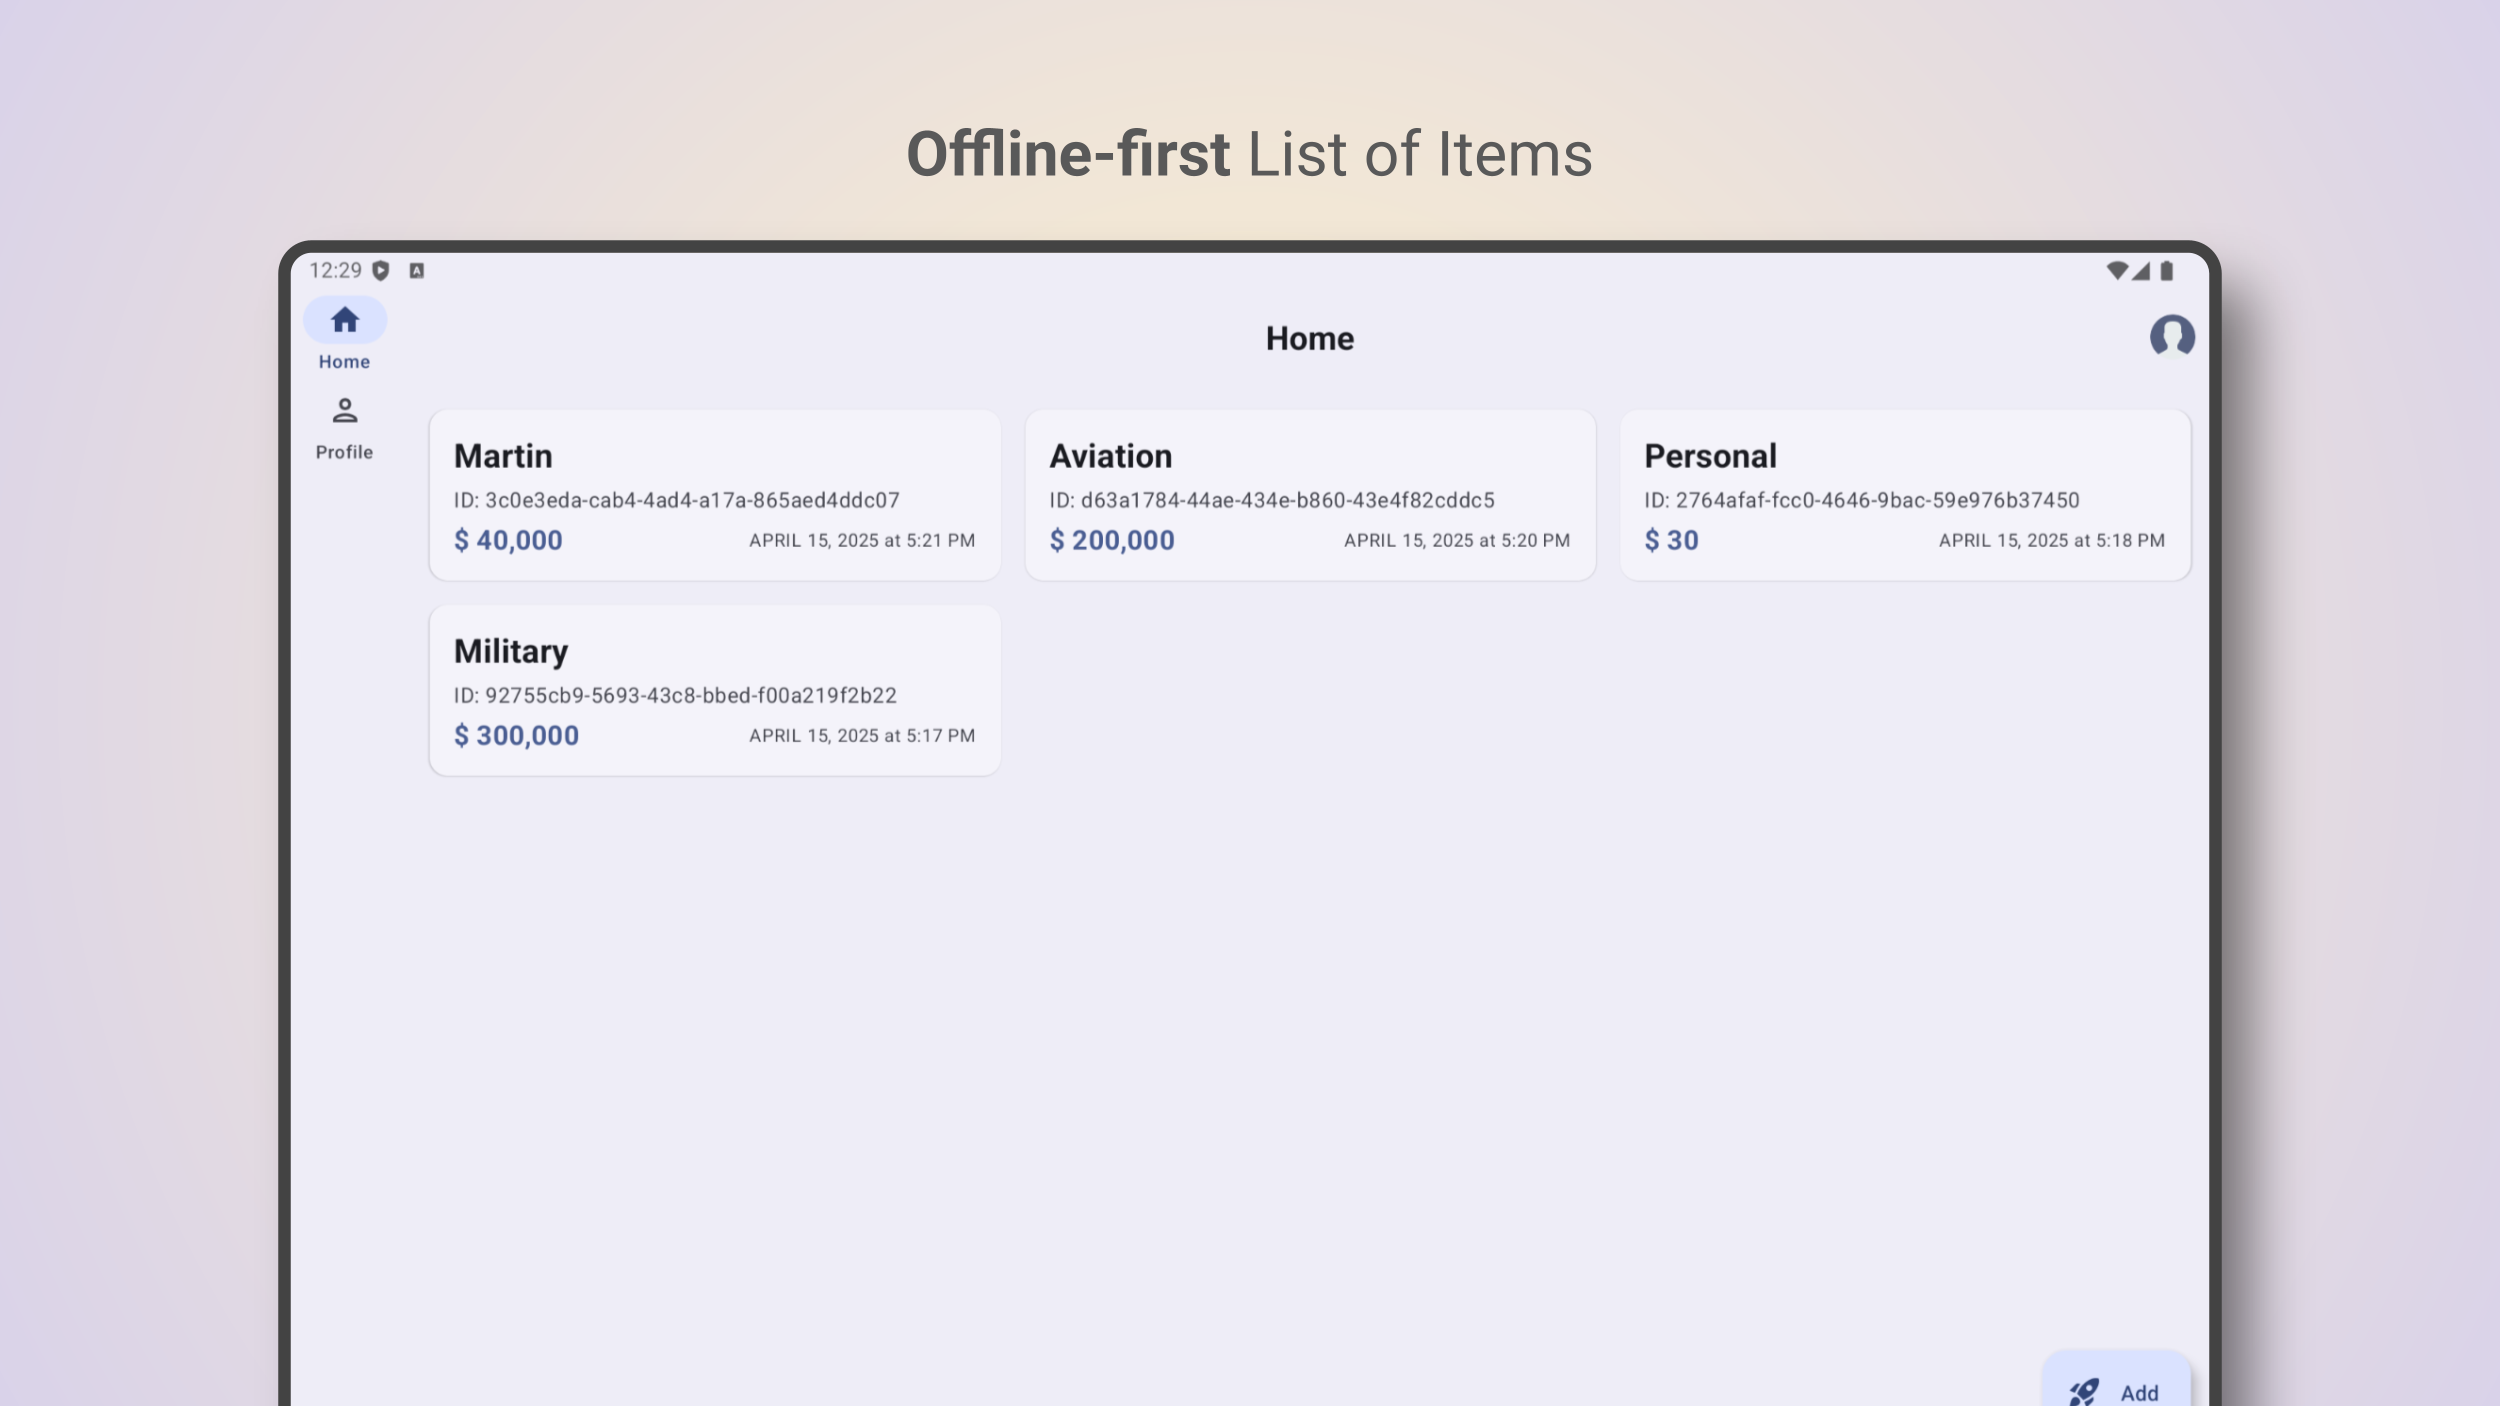 Offline-first List of Items
12:29
Home
Home
Profile
Martin
ID: 3c0e3eda-cab4-4ad4-a17a-865aed4ddc07
$ 40,000 APRIL 15, 2025 at 5:21 PM
Aviation
ID: d63a1784-44ae-434e-b860-43e4f82cddc5
$ 200,000 APRIL 15, 2025 at 5:20 PM
Personal
ID: 2764afaf-fcc0-4646-9bac-59e976b37450
$ 30 APRIL 15, 2025 at 5:18 PM
Military
ID: 92755cb9-5693-43c8-bbed-f00a219f2b22
$ 300,000 APRIL 15, 2025 at 5:17 PM
Add